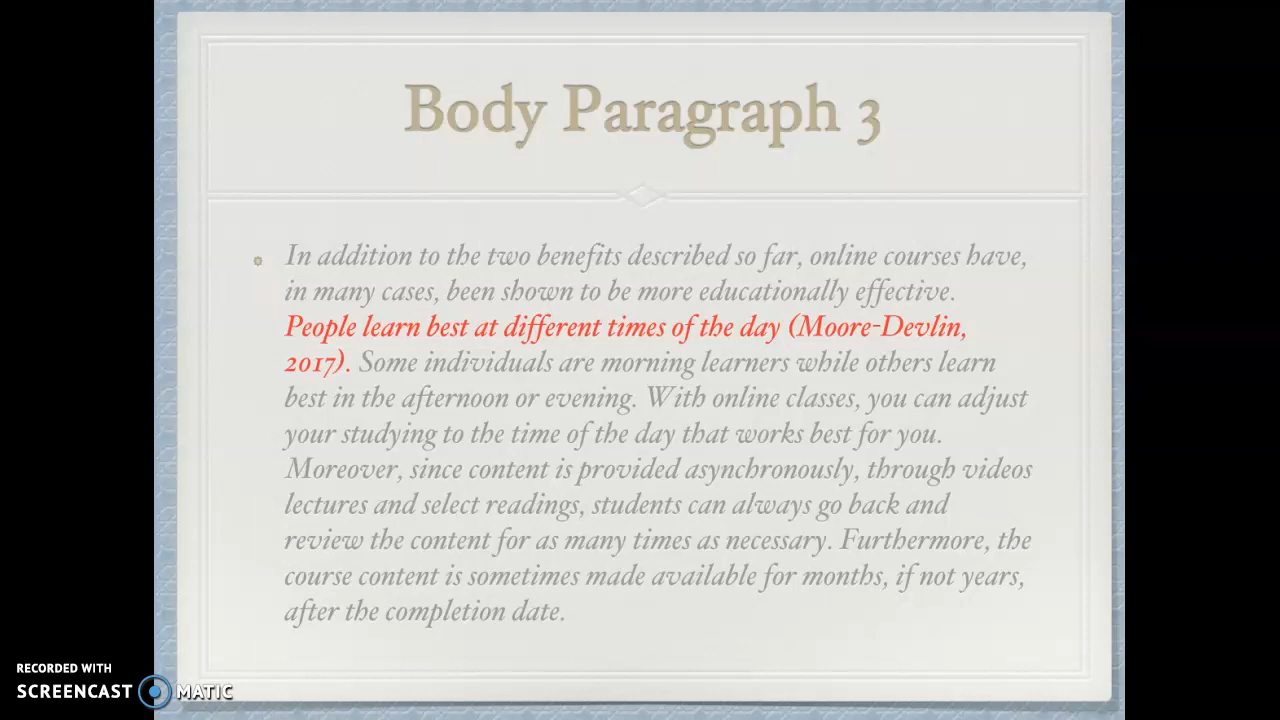 Body Paragraph 3
In addition to the two benefits described so far, online courses have,
in many cases, been shown to be more educationally effective.
People learn best at different times of the day (Moore-Devlin,
2017). Some individuals are morning learners while others learn
best in the afternoon or evening. With online classes, you can adjust
your studying to the time of the day that works best for you.
Moreover, since content is provided asynchronously, through videos
lectures and select readings, students can always go back and
review the content for as many times as necessary. Furthermore, the
course content is sometimes made available for months, if not years,
after the completion date.
RECORDED WITH
SCREENCAST MATIC